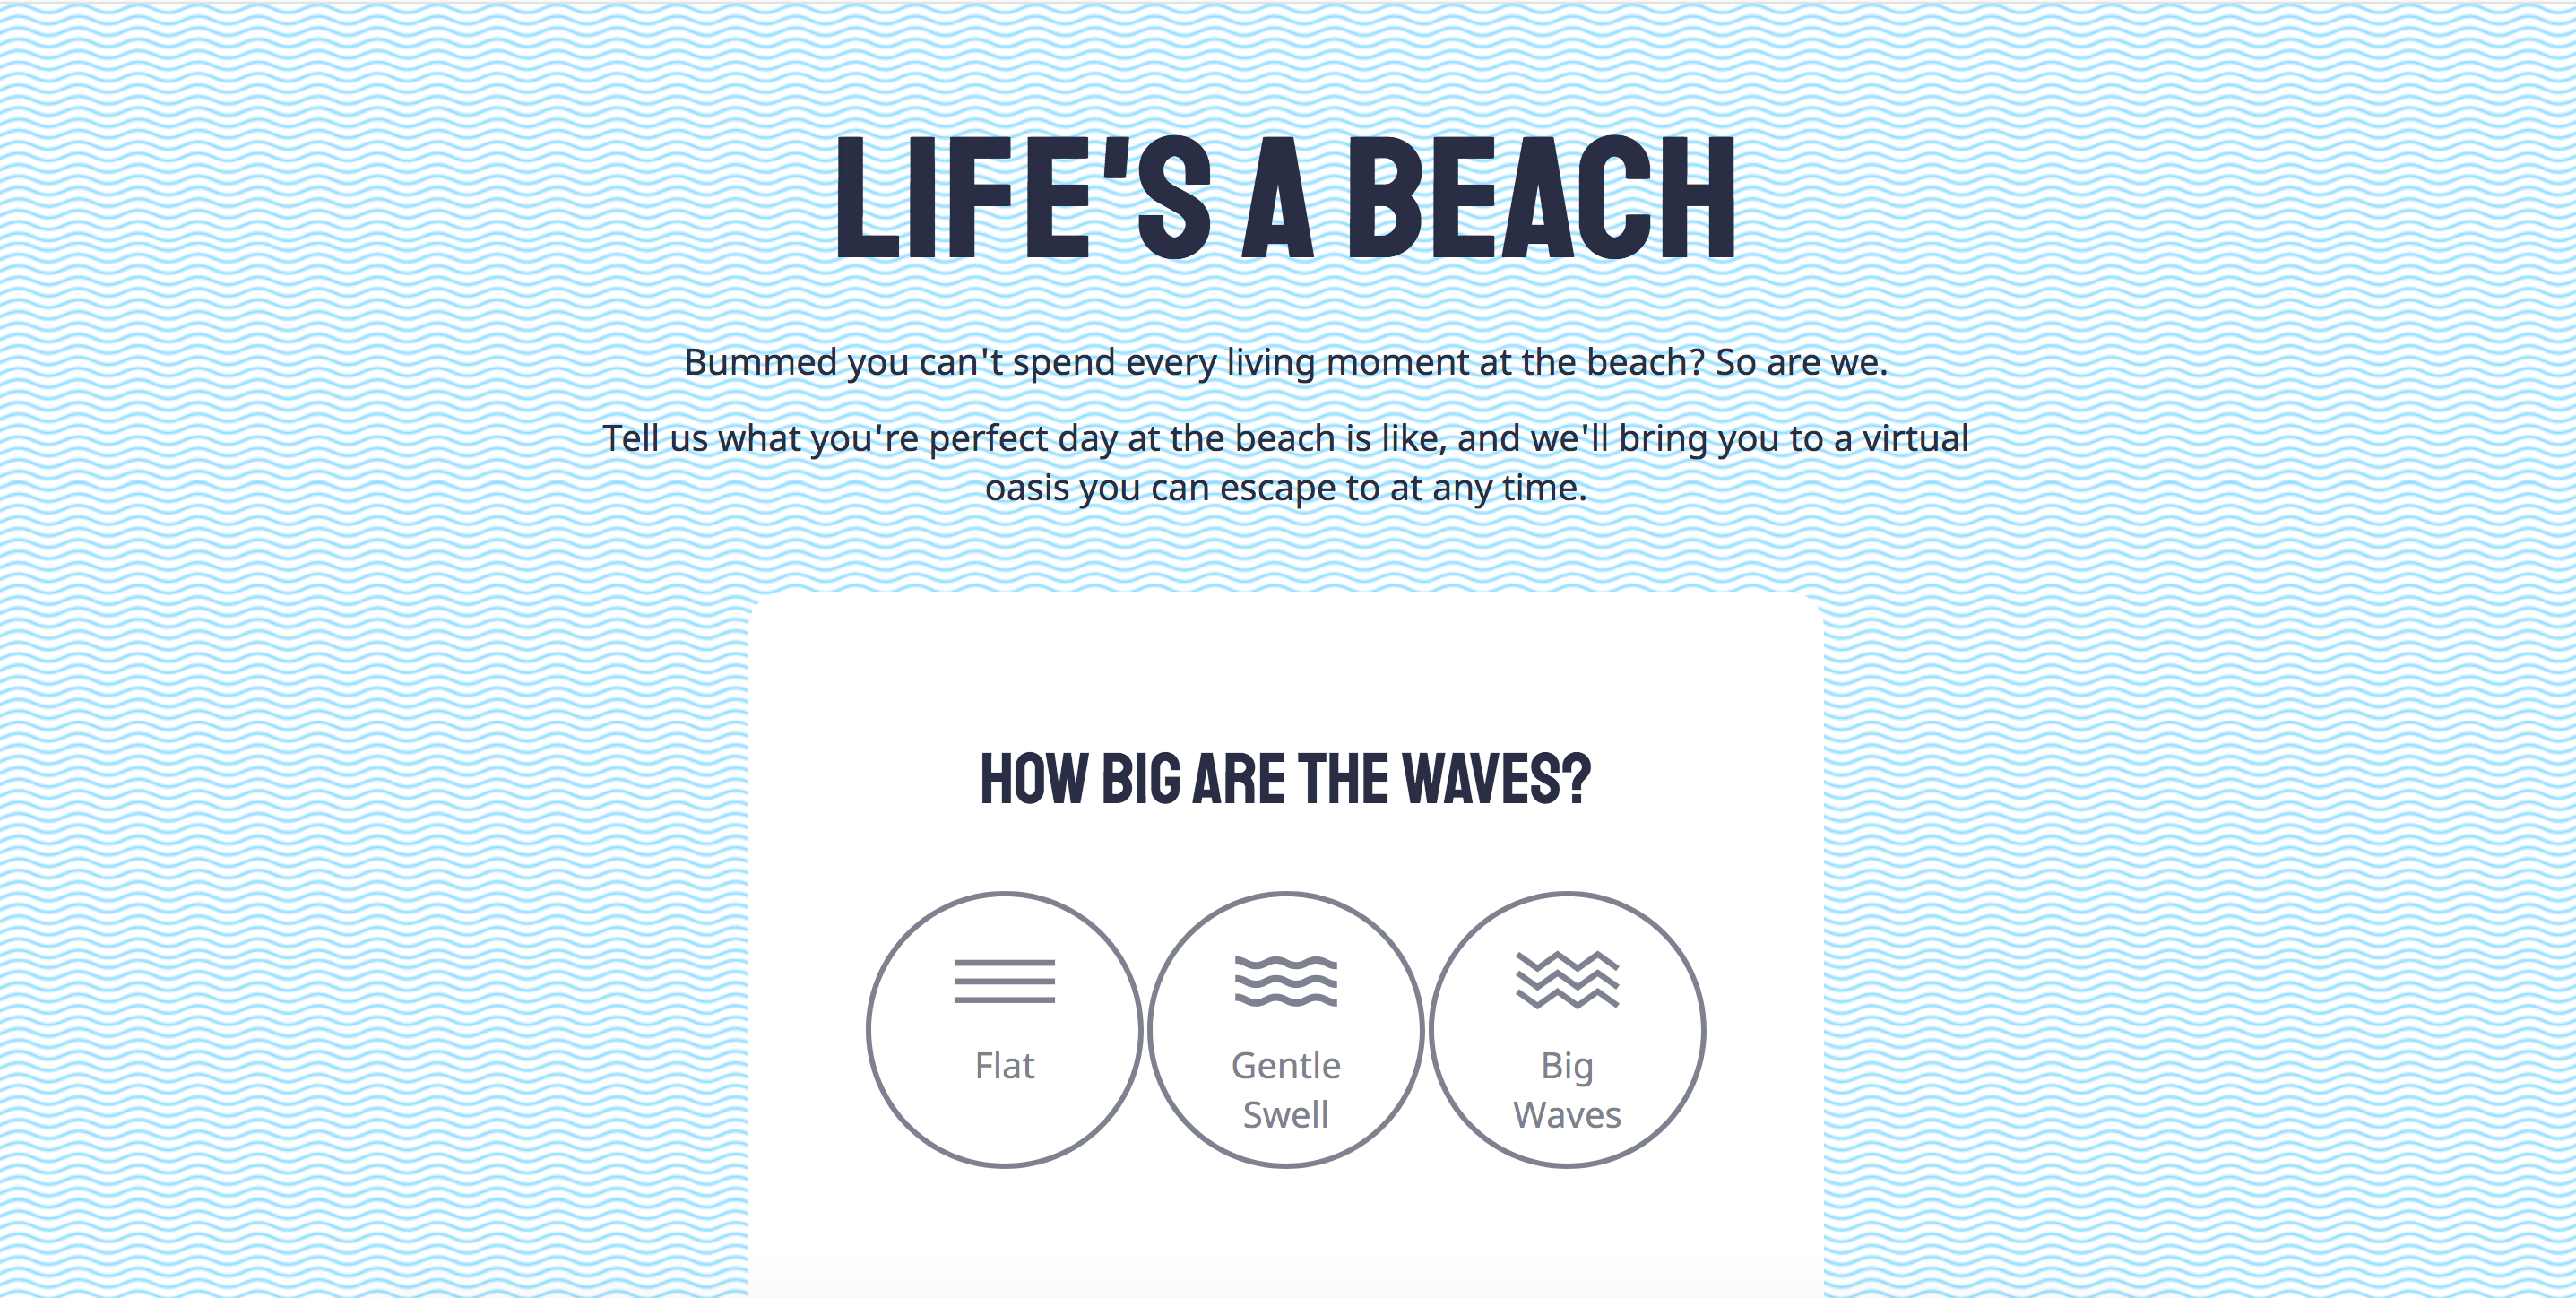 LIFE'S A BEACH
Bummed you can't spend every living moment at the beach? So are we.
Tell us what you're perfect day at the beach is like, and we'll bring you to a virtual
oasis you can escape to at any time.
HOW BIG ARE THE WAVES?
Flat
Gentle
Swell
Big
Waves